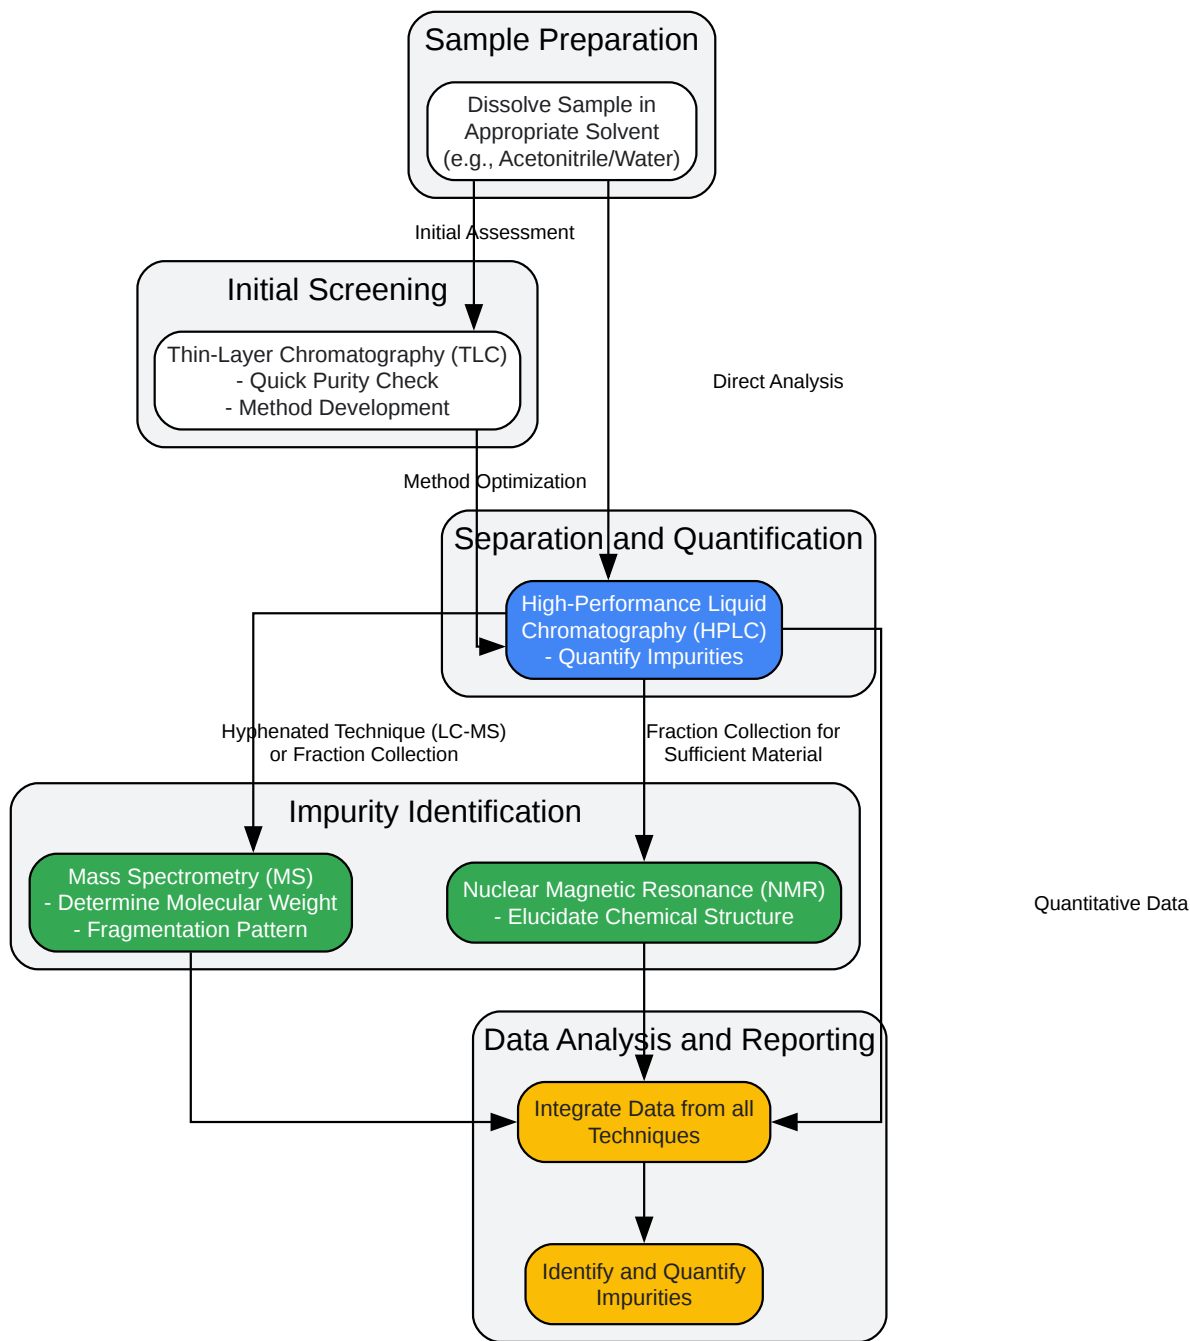 Sample Preparation
Dissolve Sample in
Appropriate Solvent
(e.g., Acetonitrile/Water)
Initial Assessment
Initial Screening
Thin-Layer Chromatography (TLC)
- Quick Purity Check
- Method Development
Direct Analysis
Method Optimization
Separation and Quantification
High-Performance Liquid
Chromatography (HPLC)
- Quantify Impurities
Hyphenated Technique (LC-MS)
or Fraction Collection
Fraction Collection for
Sufficient Material
Impurity Identification
Mass Spectrometry (MS)
- Determine Molecular Weight
- Fragmentation Pattern
Nuclear Magnetic Resonance (NMR)
- Elucidate Chemical Structure
Quantitative Data
Data Analysis and Reporting
Integrate Data from all
Techniques
Identify and Quantify
Impurities